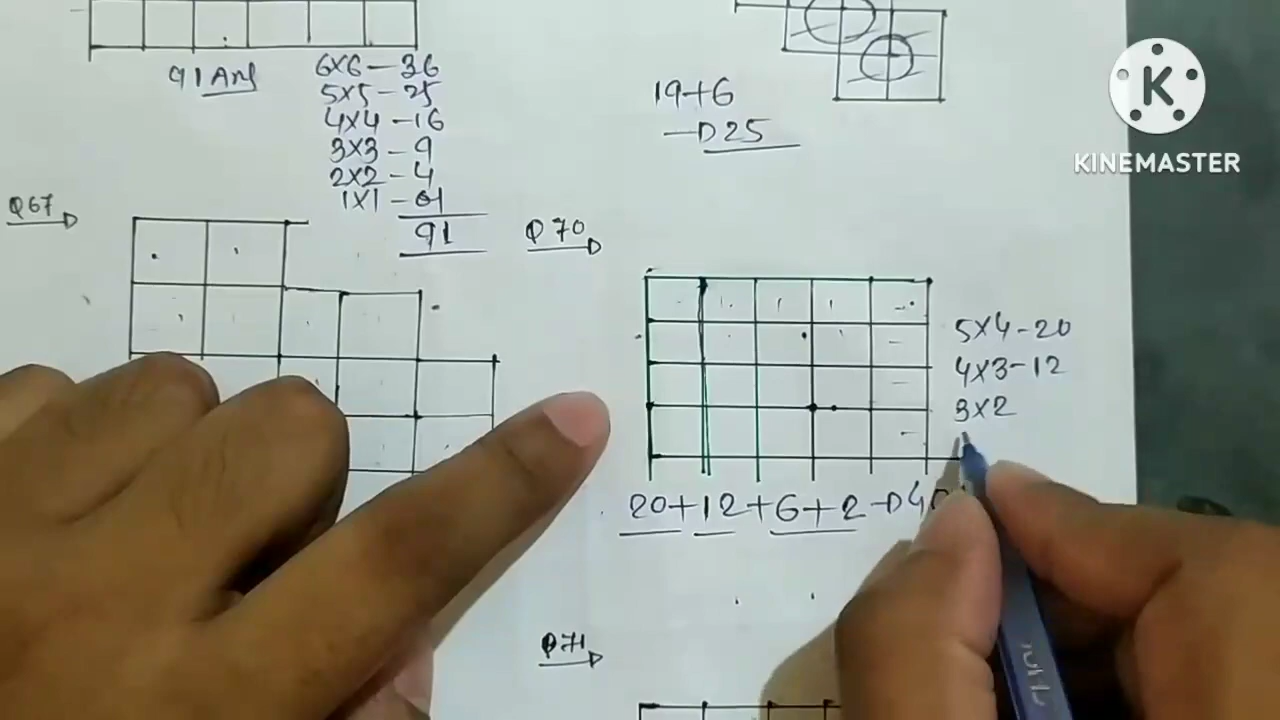 91 Ans
6x6-36
5x5-25
4x4-16
3x3-9
2x2-4
1x1-01
91
19+6
25
KINEMASTER
Q67
Q70
5x4-20
4x3-12
3x2
20+12+6+2-40
Q71